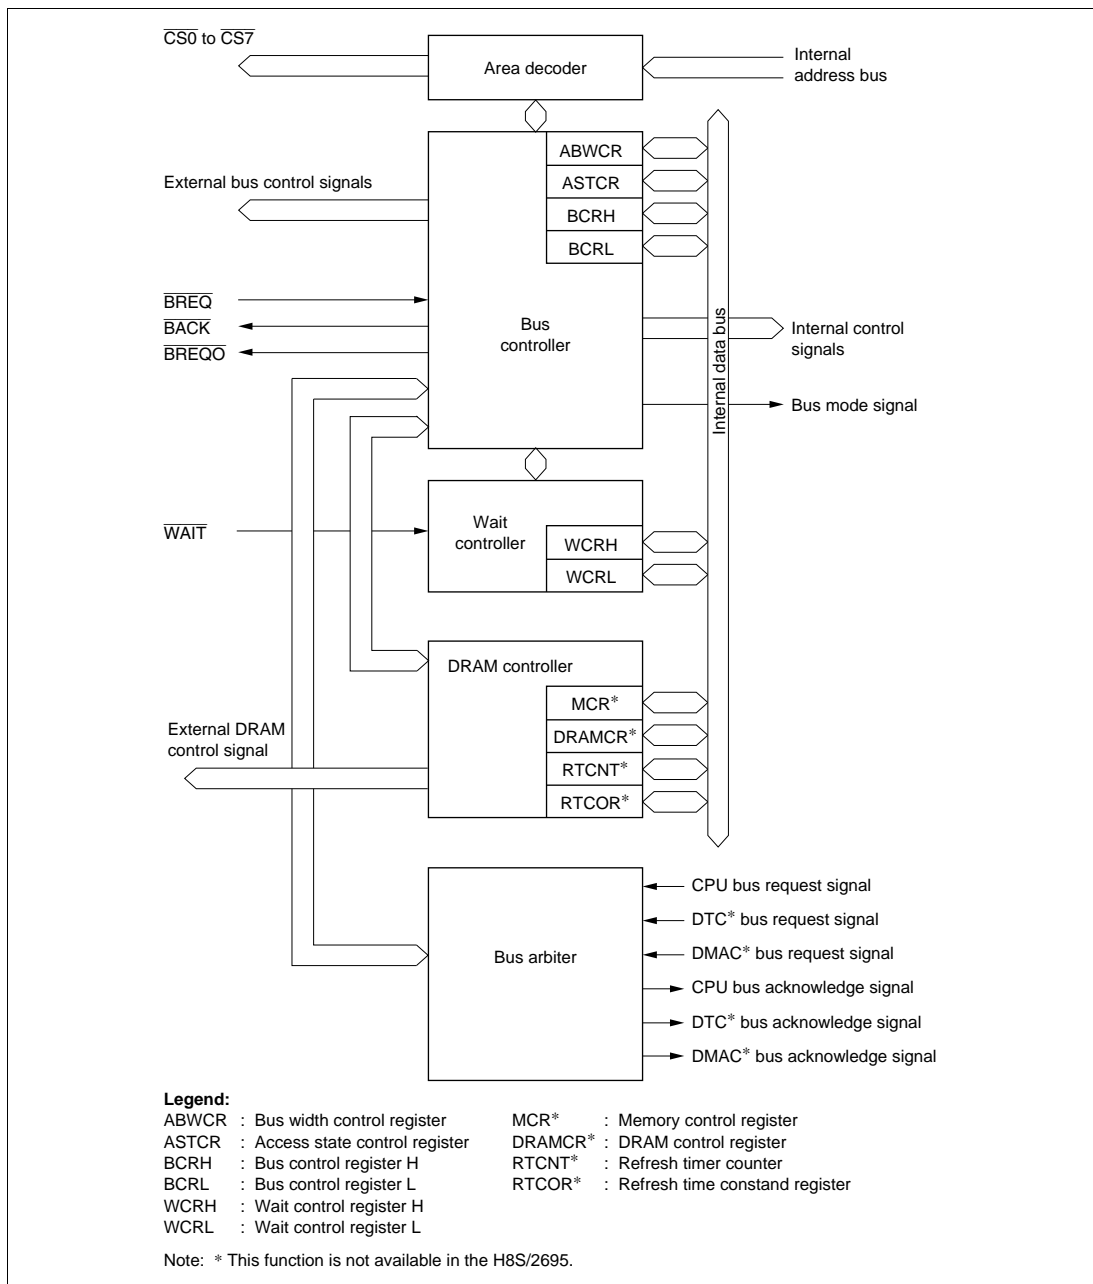 C̅S̅0̅ to C̅S̅7̅
Area decoder
Internal
address bus
ABWCR
ASTCR
BCRH
BCRL
External bus control signals
B̅R̅E̅Q̅
B̅A̅C̅K̅
B̅R̅E̅Q̅O̅
Bus
controller
Internal data bus
Internal control
signals
Bus mode signal
W̅A̅I̅T̅
Wait
controller
WCRH
WCRL
DRAM controller
MCR*
DRAMCR*
RTCNT*
RTCOR*
External DRAM
control signal
Bus arbiter
CPU bus request signal
DTC* bus request signal
DMAC* bus request signal
CPU bus acknowledge signal
DTC* bus acknowledge signal
DMAC* bus acknowledge signal
Legend:
ABWCR : Bus width control register
ASTCR : Access state control register
BCRH : Bus control register H
BCRL : Bus control register L
WCRH : Wait control register H
WCRL : Wait control register L
MCR* : Memory control register
DRAMCR* : DRAM control register
RTCNT* : Refresh timer counter
RTCOR* : Refresh time constand register
Note: * This function is not available in the H8S/2695.